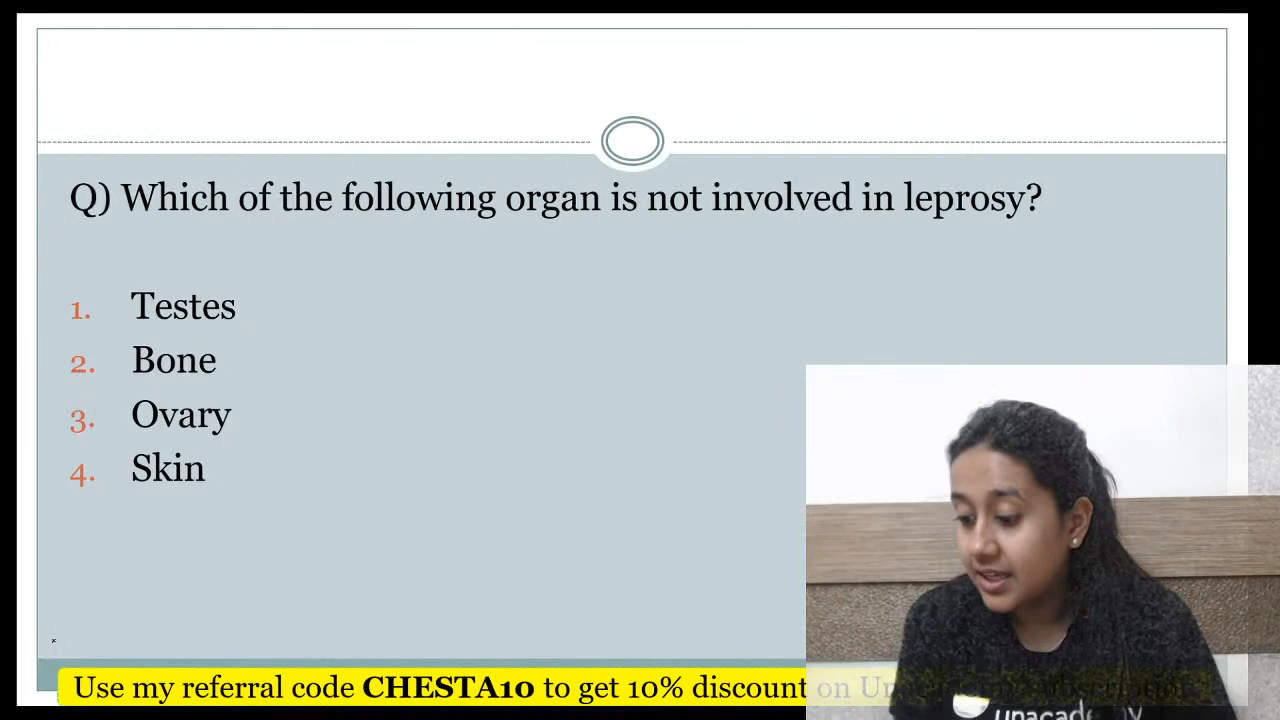 Q) Which of the following organ is not involved in leprosy?
1. Testes
2. Bone
3. Ovary
4. Skin
Use my referral code CHESTA10 to get 10% discount on
unacademy